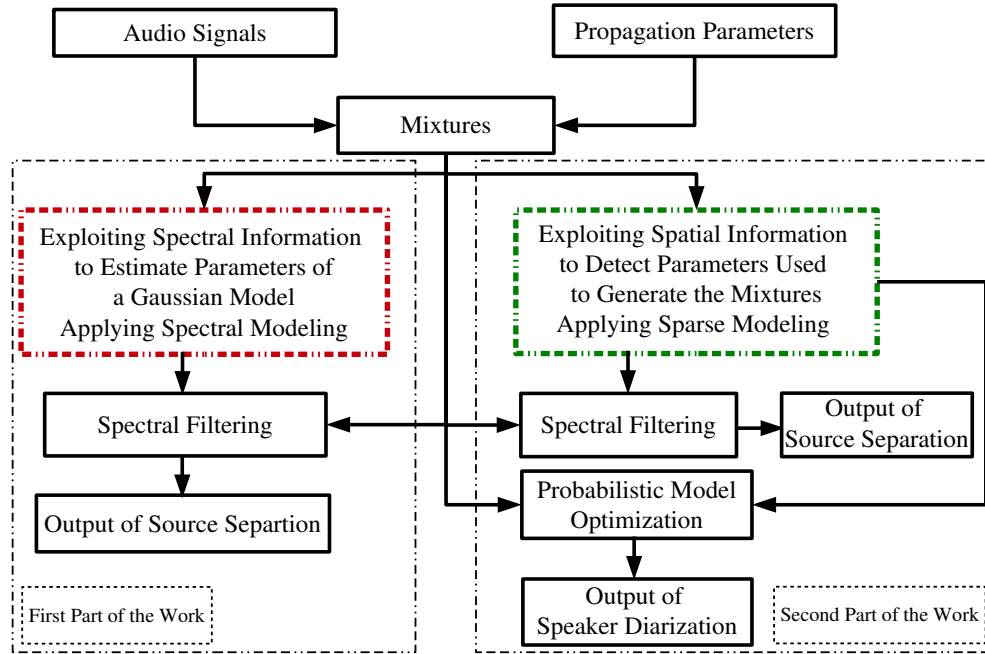 Audio Signals
Propagation Parameters
Mixtures
Exploiting Spectral Information
to Estimate Parameters of
a Gaussian Model
Applying Spectral Modeling
Exploiting Spatial Information
to Detect Parameters Used
to Generate the Mixtures
Applying Sparse Modeling
Spectral Filtering
Spectral Filtering
Output of
Source Separation
Output of Source Separtion
Probabilistic Model
Optimization
Output of
Speaker Diarization
First Part of the Work
Second Part of the Work